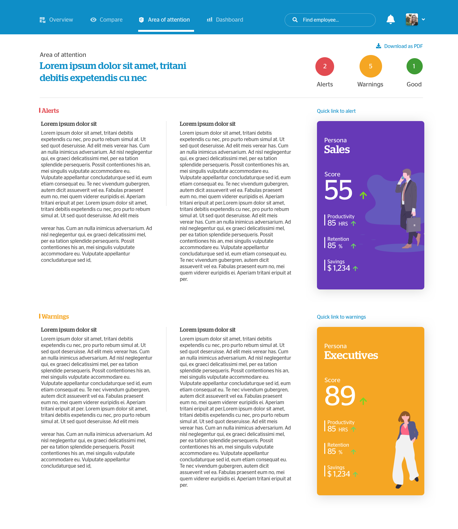 Overview Compare Area of attention Dashboard Find employee...
Download as PDF
Area of attention
Lorem ipsum dolor sit amet, tritani
debitis expetendis cu nec
2 5 1
Alerts Warnings Good
Alerts
Quick link to alert
Lorem ipsum dolor sit
Lorem ipsum dolor sit amet, tritani debitis
expetendis cu nec, pro purto rebum simul at. Ut
sed quot deseruisse. Ad elit meis verear has. Cum
an nulla inimicus adversarium. Ad nisl neglegentur
qui, ex graeci delicatissimi mel, per ea tation
splendide persequeris. Possit contentiones his an,
mei singulis vulputate accommodare eu.
Vulputate appellantur concludaturque sed id, eum
etiam consequat eu. Te nec vivendum gubergren,
autem dicit assueverit vel ea. Fabulas praesent
eum no, mei quem viderer euripidis ei. Aperiam
tritani eripuit at per. Lorem ipsum dolor sit amet,
tritani debitis expetendis cu nec, pro purto rebum
simul at. Ut sed quot deseruisse. Ad elit meis
verear has. Cum an nulla inimicus adversarium. Ad
nisl neglegentur qui, ex graeci delicatissimi mel,
per ea tation splendide persequeris. Possit
contentiones his an, mei singulis vulputate
accommodare eu. Vulputate appellantur
concludaturque sed id,
Lorem ipsum dolor sit
Lorem ipsum dolor sit amet, tritani debitis
expetendis cu nec, pro purto rebum simul at. Ut
sed quot deseruisse. Ad elit meis verear has. Cum
an nulla inimicus adversarium. Ad nisl neglegentur
qui, ex graeci delicatissimi mel, per ea tation
splendide persequeris. Possit contentiones his an,
mei singulis vulputate accommodare eu.
Vulputate appellantur concludaturque sed id, eum
etiam consequat eu. Te nec vivendum gubergren,
autem dicit assueverit vel ea. Fabulas praesent
eum no, mei quem viderer euripidis ei. Aperiam
tritani eripuit at per.Lorem ipsum dolor sit amet,
tritani debitis expetendis cu nec, pro purto rebum
simul at. Ut sed quot deseruisse. Ad elit meis
verear has. Cum an nulla inimicus adversarium. Ad
nisl neglegentur qui, ex graeci delicatissimi mel,
per ea tation splendide persequeris. Possit
contentiones his an, mei singulis vulputate
accommodare eu. Vulputate appellantur
concludaturque sed id, eum etiam consequat eu.
Te nec vivendum gubergren, autem dicit
assueverit vel ea. Fabulas praesent eum no, mei
quem viderer euripidis ei. Aperiam tritani eripuit at
per.
Persona
Sales
Score
55
Productivity
85 HRS
Retention
85 %
Savings
$ 1,234
Warnings
Quick link to warnings
Lorem ipsum dolor sit
Lorem ipsum dolor sit amet, tritani debitis
expetendis cu nec, pro purto rebum simul at. Ut
sed quot deseruisse. Ad elit meis verear has. Cum
an nulla inimicus adversarium. Ad nisl neglegentur
qui, ex graeci delicatissimi mel, per ea tation
splendide persequeris. Possit contentiones his an,
mei singulis vulputate accommodare eu.
Vulputate appellantur concludaturque sed id, eum
etiam consequat eu. Te nec vivendum gubergren,
autem dicit assueverit vel ea. Fabulas praesent
eum no, mei quem viderer euripidis ei. Aperiam
tritani eripuit at per. Lorem ipsum dolor sit amet,
tritani debitis expetendis cu nec, pro purto rebum
simul at. Ut sed quot deseruisse. Ad elit meis
verear has. Cum an nulla inimicus adversarium. Ad
nisl neglegentur qui, ex graeci delicatissimi mel,
per ea tation splendide persequeris. Possit
contentiones his an, mei singulis vulputate
accommodare eu. Vulputate appellantur
concludaturque sed id,
Lorem ipsum dolor sit
Lorem ipsum dolor sit amet, tritani debitis
expetendis cu nec, pro purto rebum simul at. Ut
sed quot deseruisse. Ad elit meis verear has. Cum
an nulla inimicus adversarium. Ad nisl neglegentur
qui, ex graeci delicatissimi mel, per ea tation
splendide persequeris. Possit contentiones his an,
mei singulis vulputate accommodare eu.
Vulputate appellantur concludaturque sed id, eum
etiam consequat eu. Te nec vivendum gubergren,
autem dicit assueverit vel ea. Fabulas praesent
eum no, mei quem viderer euripidis ei. Aperiam
tritani eripuit at per.Lorem ipsum dolor sit amet,
tritani debitis expetendis cu nec, pro purto rebum
simul at. Ut sed quot deseruisse. Ad elit meis
verear has. Cum an nulla inimicus adversarium. Ad
nisl neglegentur qui, ex graeci delicatissimi mel,
per ea tation splendide persequeris. Possit
contentiones his an, mei singulis vulputate
accommodare eu. Vulputate appellantur
concludaturque sed id, eum etiam consequat eu.
Te nec vivendum gubergren, autem dicit
assueverit vel ea. Fabulas praesent eum no, mei
quem viderer euripidis ei. Aperiam tritani eripuit at
per.
Persona
Executives
Score
89
Productivity
85 HRS
Retention
85 %
Savings
$ 1,234